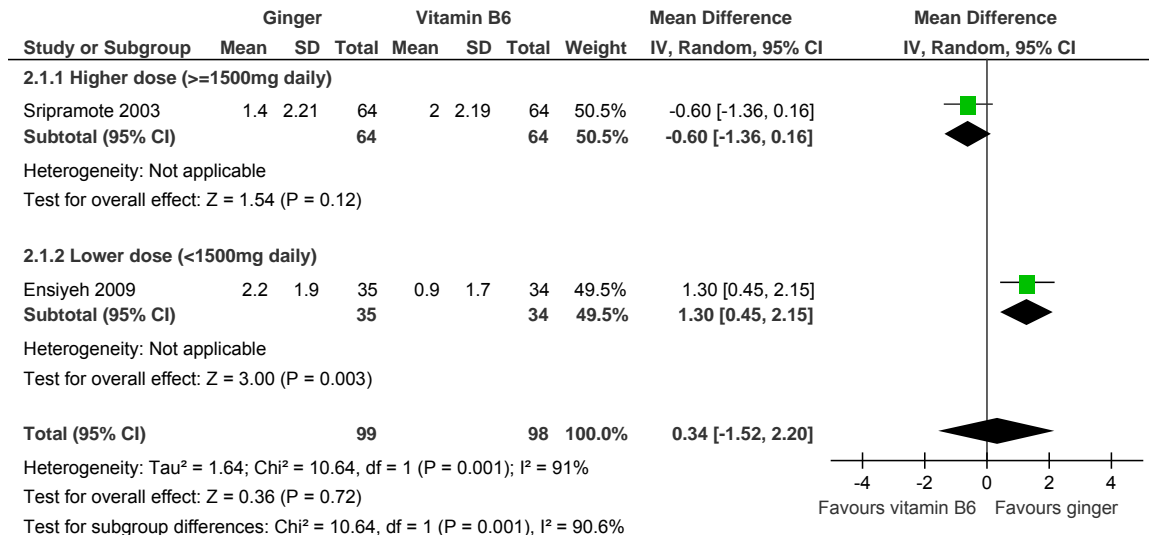 Ginger Vitamin B6 Mean Difference Mean Difference
Study or Subgroup Mean SD Total Mean SD Total Weight IV, Random, 95% CI IV, Random, 95% CI
2.1.1 Higher dose (>=1500mg daily)
Sripramote 2003 1.4 2.21 64 2 2.19 64 50.5% -0.60 [-1.36, 0.16]
Subtotal (95% CI) 64 64 50.5% -0.60 [-1.36, 0.16]
Heterogeneity: Not applicable
Test for overall effect: Z = 1.54 (P = 0.12)
2.1.2 Lower dose (<1500mg daily)
Ensiyeh 2009 2.2 1.9 35 0.9 1.7 34 49.5% 1.30 [0.45, 2.15]
Subtotal (95% CI) 35 34 49.5% 1.30 [0.45, 2.15]
Heterogeneity: Not applicable
Test for overall effect: Z = 3.00 (P = 0.003)
Total (95% CI) 99 98 100.0% 0.34 [-1.52, 2.20]
Heterogeneity: Tau² = 1.64; Chi² = 10.64, df = 1 (P = 0.001); I² = 91%
Test for overall effect: Z = 0.36 (P = 0.72)
Test for subgroup differences: Chi² = 10.64, df = 1 (P = 0.001), I² = 90.6%
-4 -2 0 2 4
Favours vitamin B6 Favours ginger